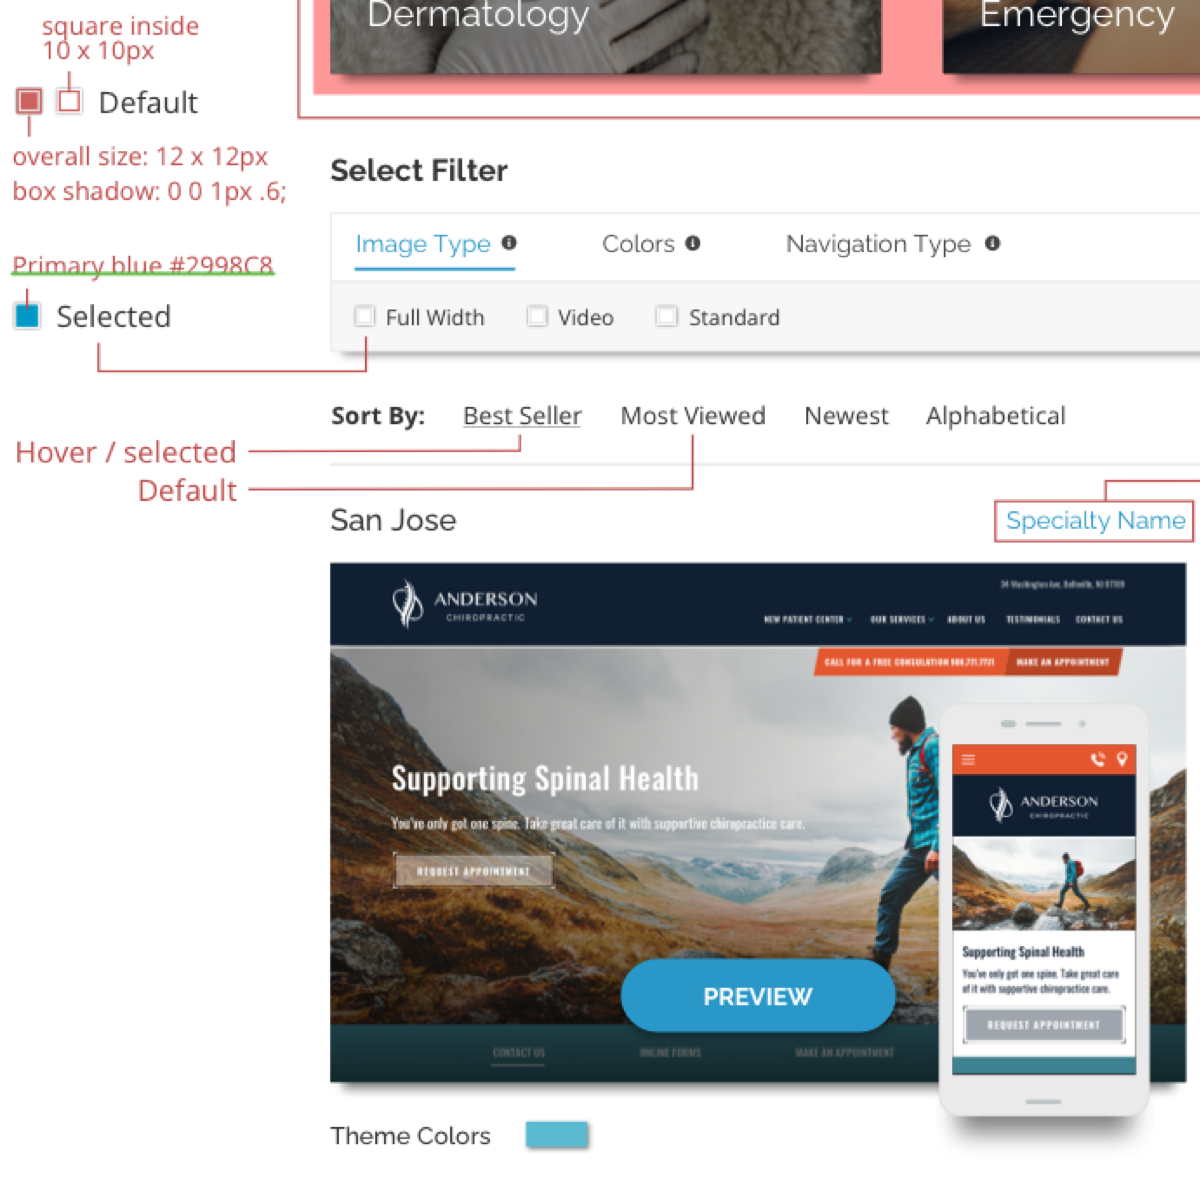 square inside
10 x 10px
Default
overall size: 12 x 12px
box shadow: 0 0 1px .6;
Primary blue #2998C8
Selected
Hover / selected
Default
Dermatology
Emergency
Select Filter
Image Type
Colors
Navigation Type
Full Width
Video
Standard
Sort By:
Best Seller
Most Viewed
Newest
Alphabetical
San Jose
Specialty Name
ANDERSON
CHIROPRACTIC
NEW PATIENT CENTER
OUR SERVICES
ABOUT US
TESTIMONIALS
CONTACT US
CALL FOR A FREE CONSULATION 908.771.7731
MAKE AN APPOINTMENT
Supporting Spinal Health
You've only got one spine. Take great care of it with supportive chiropractice care.
REQUEST APPOINTMENT
PREVIEW
CONTACT US
ONLINE FORMS
MAKE AN APPOINTMENT
ANDERSON
CHIROPRACTIC
Supporting Spinal Health
You've only got one spine. Take great care
of it with supportive chiropractice care.
REQUEST APPOINTMENT
Theme Colors